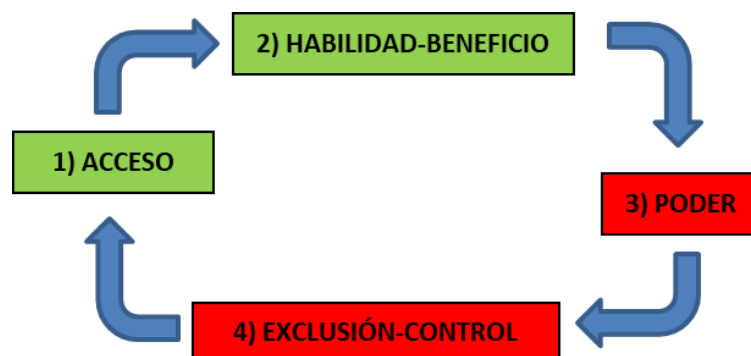 2) HABILIDAD-BENEFICIO
1) ACCESO
3) PODER
4) EXCLUSIÓN-CONTROL